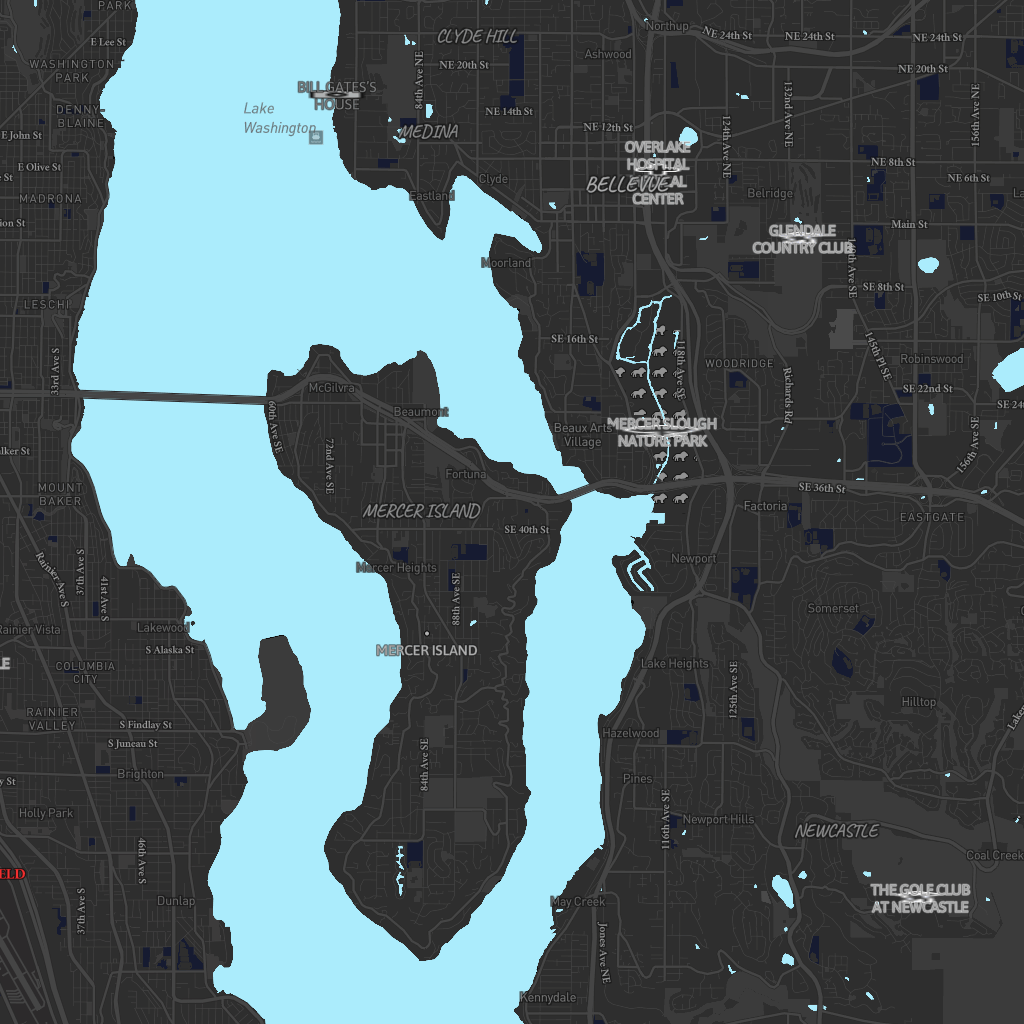 PARK
CLYDE HILL
Northup
NE 24th St
NE 24th St
NE 24th St
E Lee St
Ashwood
WASHINGTON
PARK
84th Ave NE
NE 20th St
NE 20th St
BILL GATES'S
HOUSE
132nd Ave NE
156th Ave NE
Lake
Washington
DENNY-
BLAINE
NE 14th St
E John St
MEDINA
NE 12th St
124th Ave NE
OVERLAKE
HOSPITAL
CENTER
E Olive St
NE 8th St
Clyde
BELLEVUE
NE 6th St
MADRONA
Eastland
Belridge
Main St
GLENDALE
COUNTRY CLUB
Moorland
SE 8th St
SE 10th St
LESCHI
SE 16th St
118th Ave SE
145th Pl SE
33rd Ave S
WOODRIDGE
Robinswood
McGilvra
Richards Rd
SE 22nd St
60th Ave SE
Beaumont
Beaux Arts
Village
MERCER SLOUGH
NATURE PARK
72nd Ave SE
156th Ave SE
Fortuna
MOUNT
BAKER
SE 36th St
MERCER ISLAND
Factoria
EASTGATE
SE 40th St
37th Ave S
Rainier Ave S
41st Ave S
Mercer Heights
Newport
88th Ave SE
Somerset
Rainier Vista
Lakewood
S Alaska St
MERCER ISLAND
COLUMBIA
CITY
Lake Heights
125th Ave SE
Hilltop
RAINIER
VALLEY
S Findlay St
S Juneau St
Hazelwood
84th Ave SE
Brighton
Pines
116th Ave SE
Holly Park
Newport Hills
NEWCASTLE
46th Ave S
Coal Creek
ELD
37th Ave S
Dunlap
May Creek
THE GOLF CLUB
AT NEWCASTLE
Jones Ave NE
Kennydale